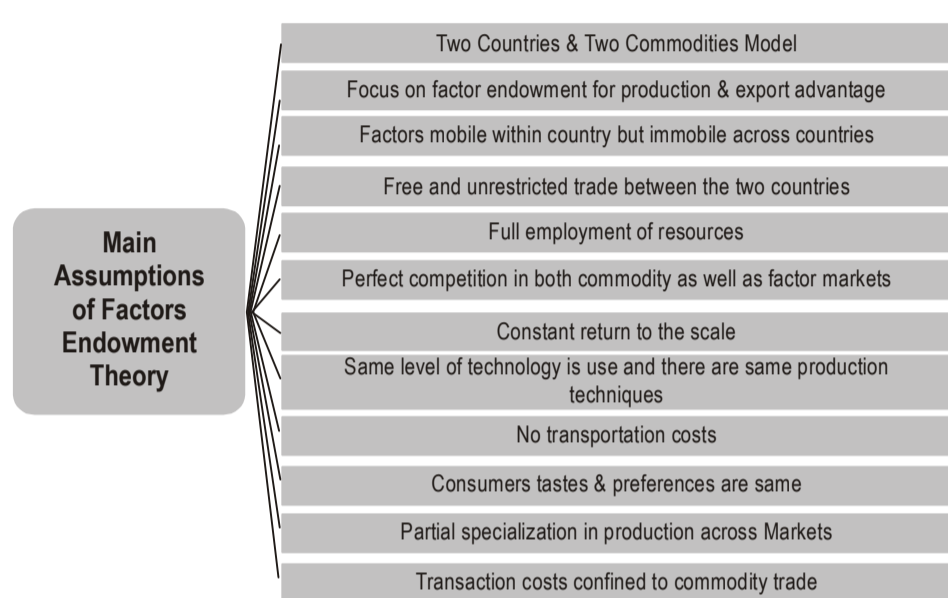 Main
Assumptions
of Factors
Endowment
Theory
Two Countries & Two Commodities Model
Focus on factor endowment for production & export advantage
Factors mobile within country but immobile across countries
Free and unrestricted trade between the two countries
Full employment of resources
Perfect competition in both commodity as well as factor markets
Constant return to the scale
Same level of technology is use and there are same production
techniques
No transportation costs
Consumers tastes & preferences are same
Partial specialization in production across Markets
Transaction costs confined to commodity trade